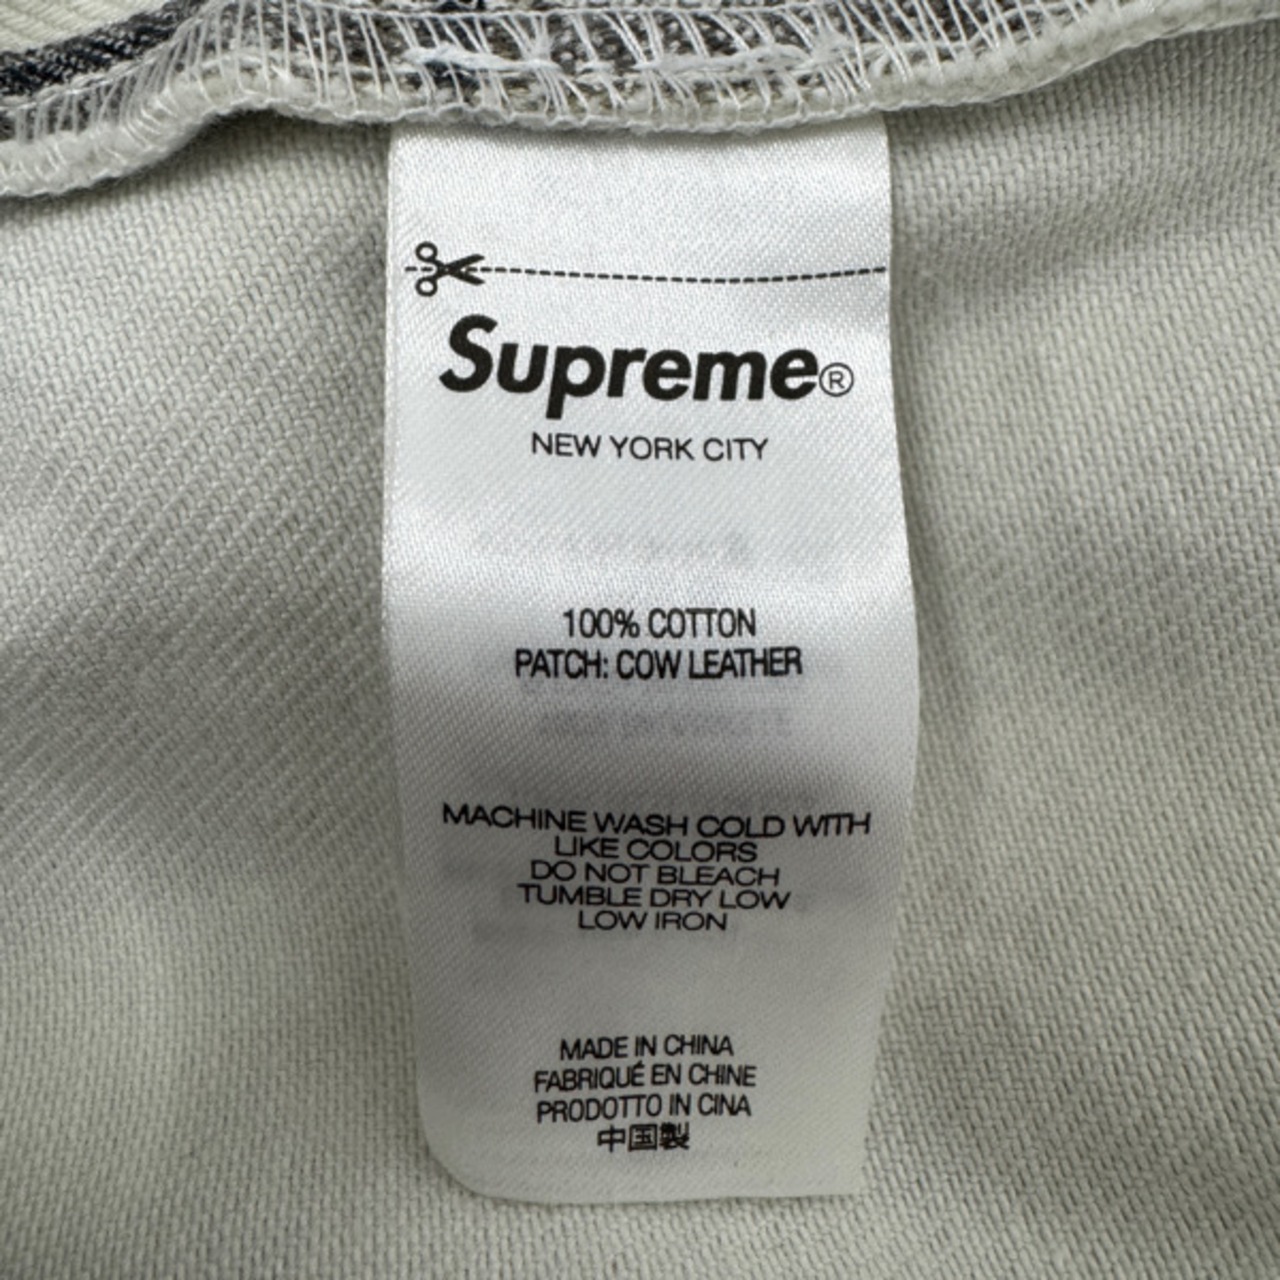 Supreme®
NEW YORK CITY
100% COTTON
PATCH: COW LEATHER
MACHINE WASH COLD WITH
LIKE COLORS
DO NOT BLEACH
TUMBLE DRY LOW
LOW IRON
MADE IN CHINA
FABRIQUÉ EN CHINE
PRODOTTO IN CINA
中国製